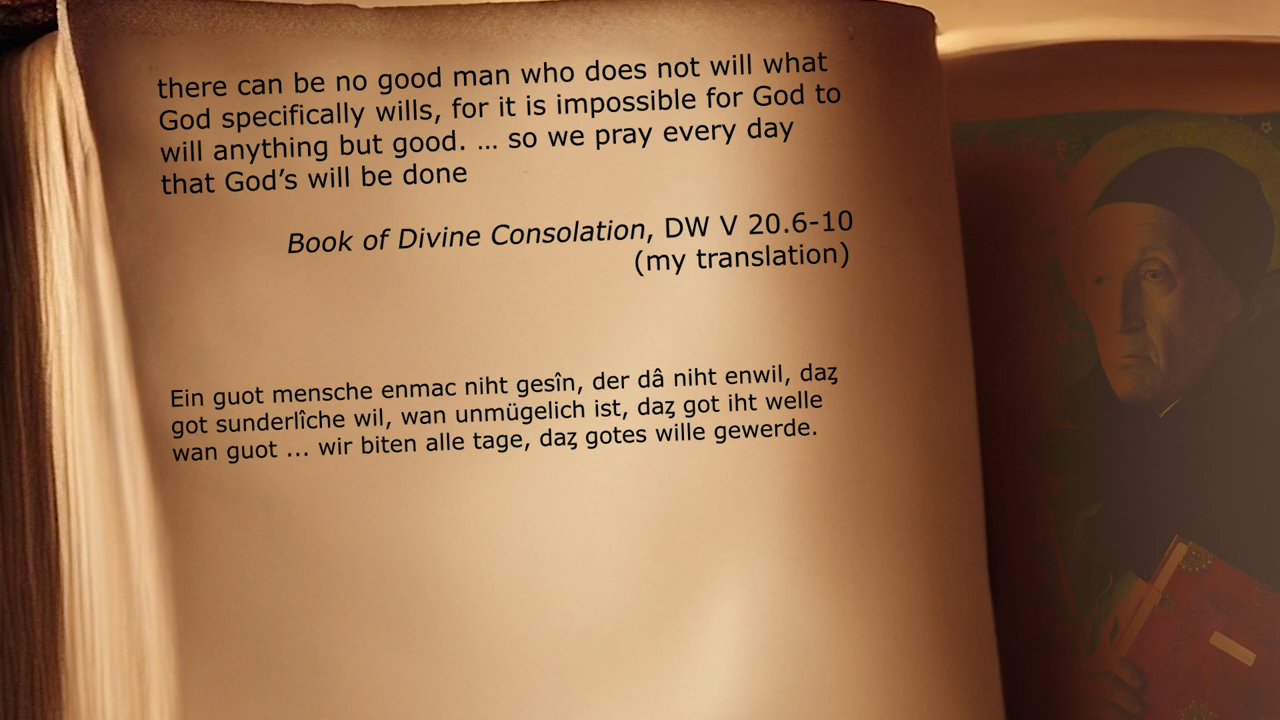 there can be no good man who does not will what
God specifically wills, for it is impossible for God to
will anything but good. … so we pray every day
that God’s will be done
Book of Divine Consolation, DW V 20.6-10
(my translation)
Ein guot mensche enmac niht gesîn, der dâ niht enwil, daʒ
got sunderlîche wil, wan unmügelich ist, daʒ got iht welle
wan guot … wir biten alle tage, daʒ gotes wille gewerde.